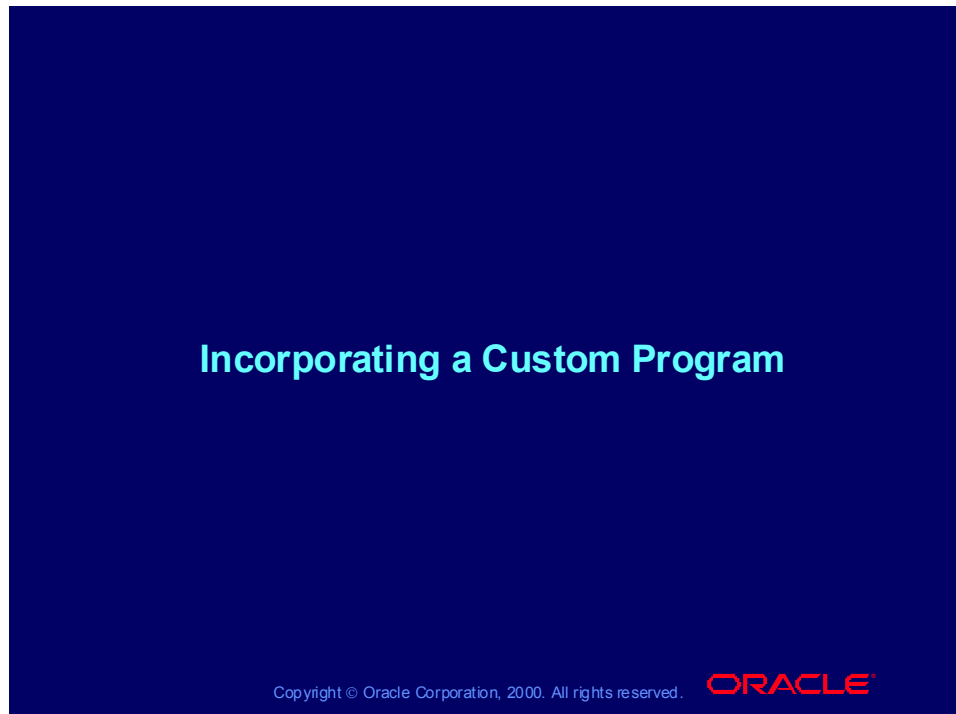 Incorporating a Custom Program
Copyright © Oracle Corporation, 2000. All rights reserved.
ORACLE®